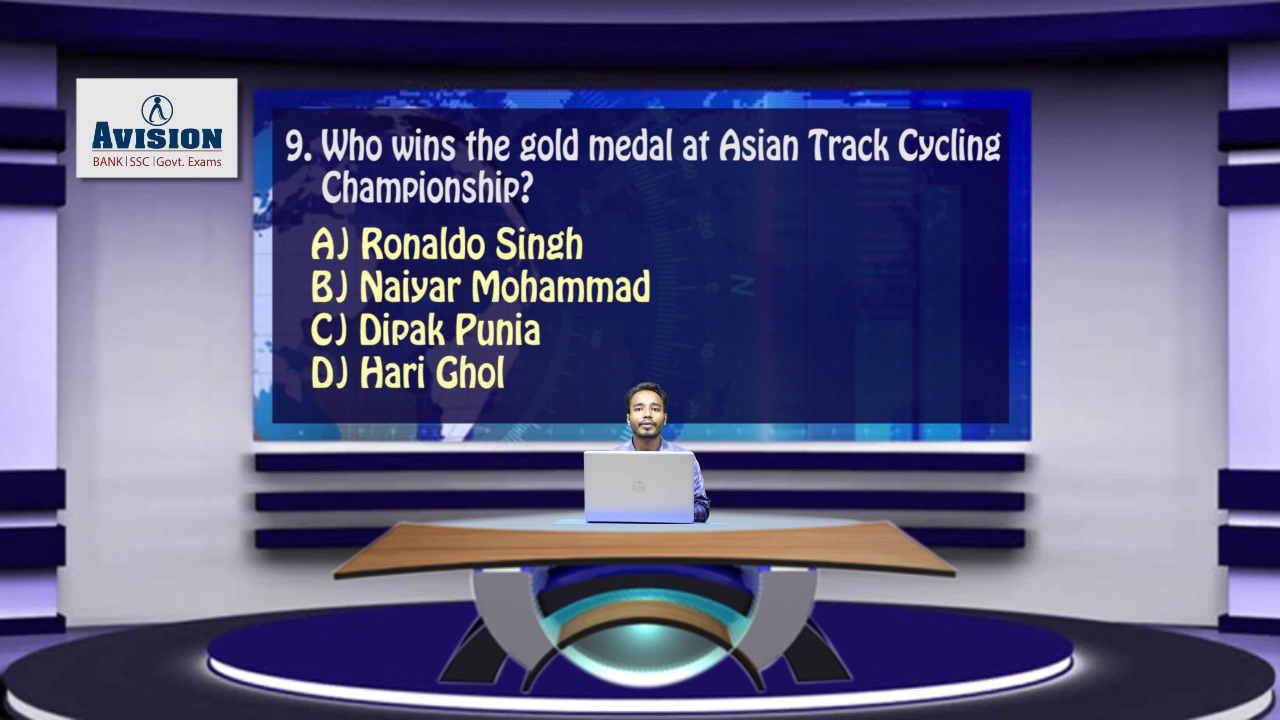 AVISION
BANK | SSC | Govt. Exams
9. Who wins the gold medal at Asian Track Cycling
Championship?
A) Ronaldo Singh
B) Naiyar Mohammad
C) Dipak Punia
D) Hari Ghol
N